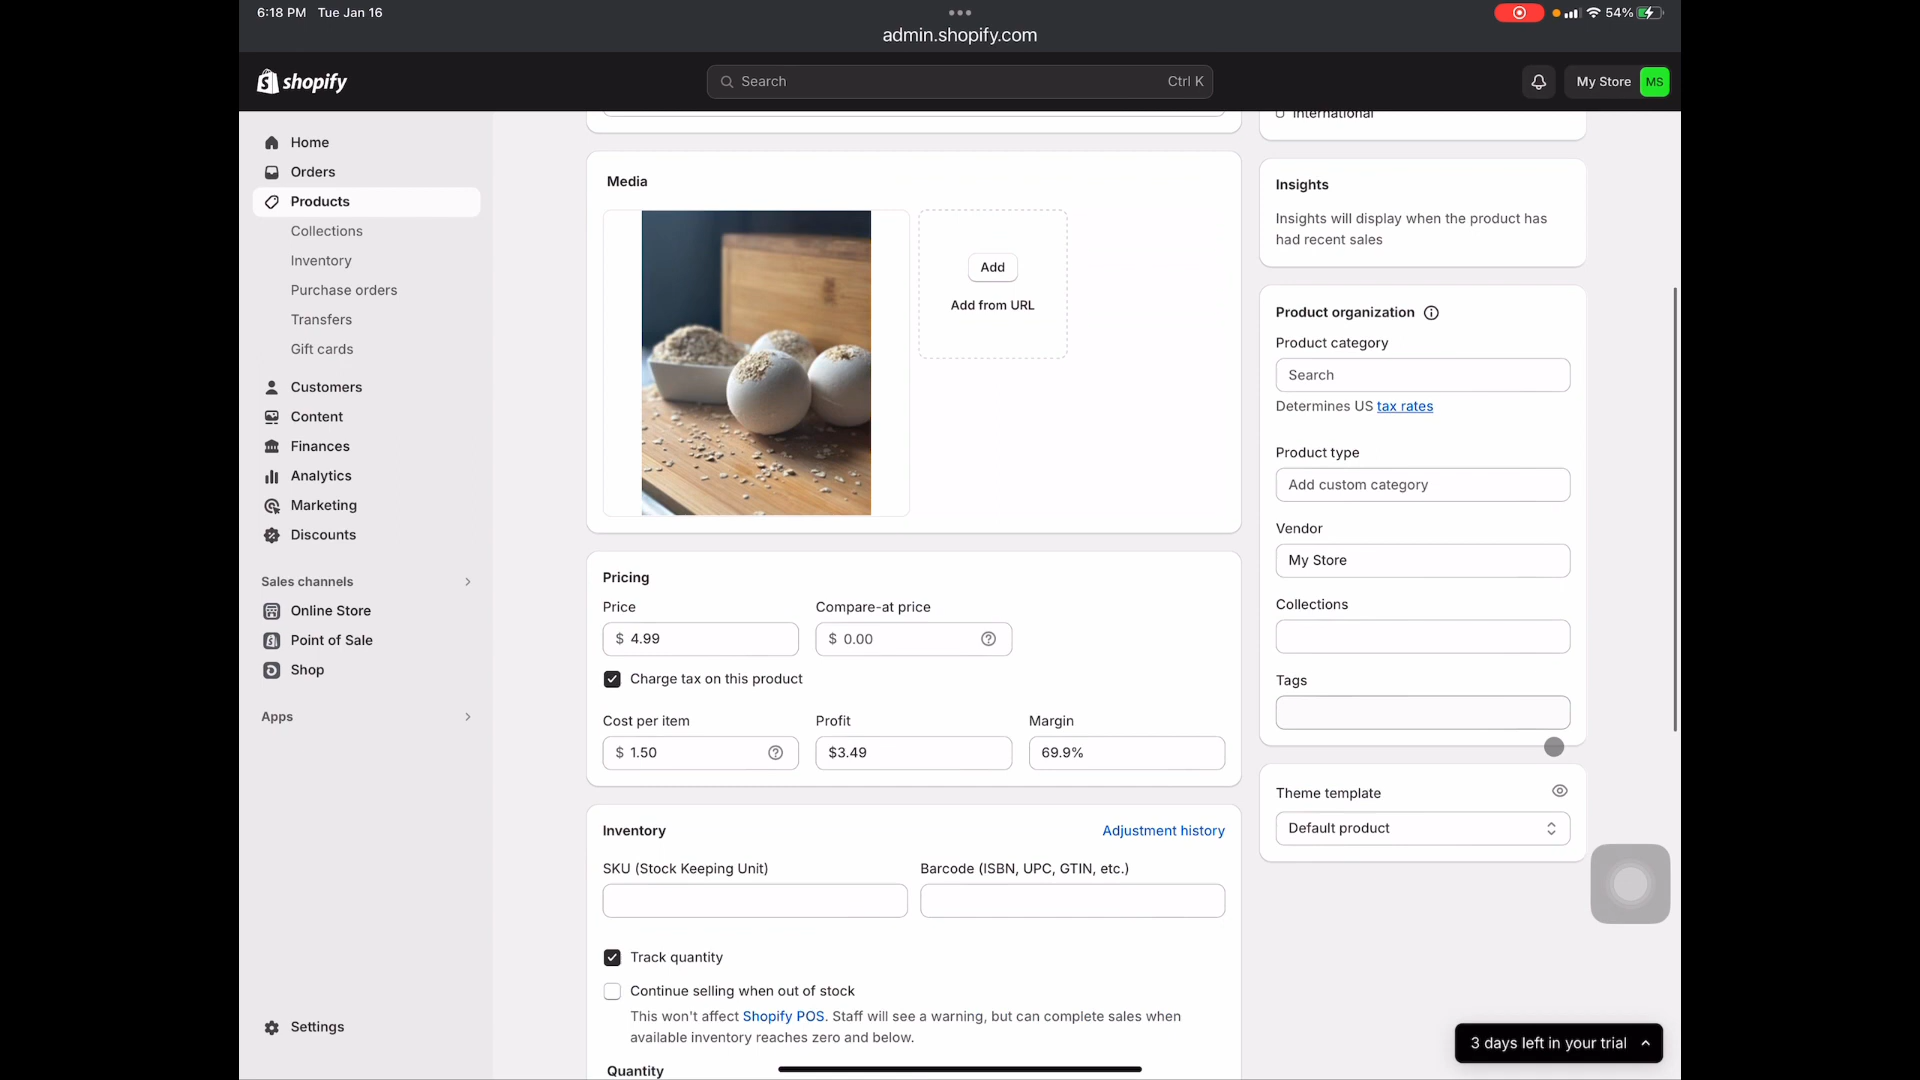 6:18 PM Tue Jan 16
54%
admin.shopify.com
shopify
Search
Ctrl K
My Store
MS
Home
Orders
Products
Collections
Inventory
Purchase orders
Transfers
Gift cards
Customers
Content
Finances
Analytics
Marketing
Discounts
Sales channels
Online Store
Point of Sale
Shop
Apps
Settings
Media
Add
Add from URL
Pricing
Price
Compare-at price
$ 4.99
$ 0.00
Charge tax on this product
Cost per item
Profit
Margin
$ 1.50
$3.49
69.9%
Inventory
Adjustment history
SKU (Stock Keeping Unit)
Barcode (ISBN, UPC, GTIN, etc.)
Track quantity
Continue selling when out of stock
This won't affect Shopify POS. Staff will see a warning, but can complete sales when
available inventory reaches zero and below.
Quantity
International
Insights
Insights will display when the product has
had recent sales
Product organization
Product category
Search
Determines US tax rates
Product type
Add custom category
Vendor
My Store
Collections
Tags
Theme template
Default product
3 days left in your trial